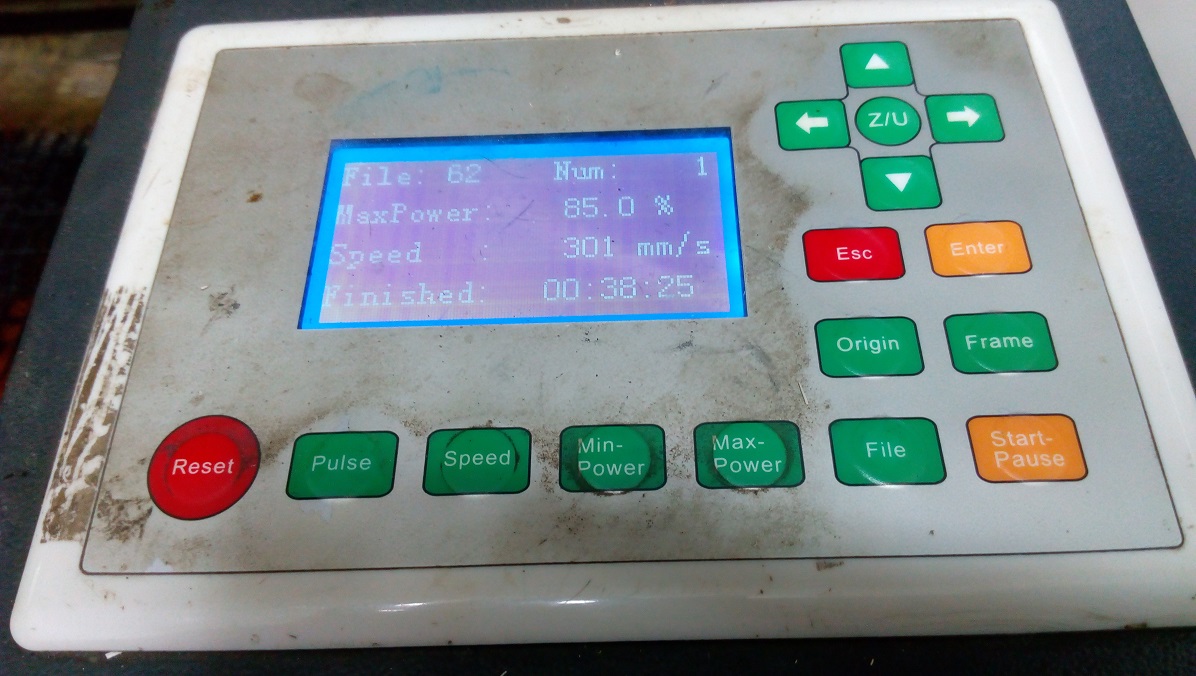 File: 62 Num: 1
MaxPower: 85.0 %
Speed : 301 mm/s
Finished: 00:38:25
Z/U
Esc
Enter
Origin
Frame
Reset
Pulse
Speed
Min-
Power
Max-
Power
File
Start-
Pause